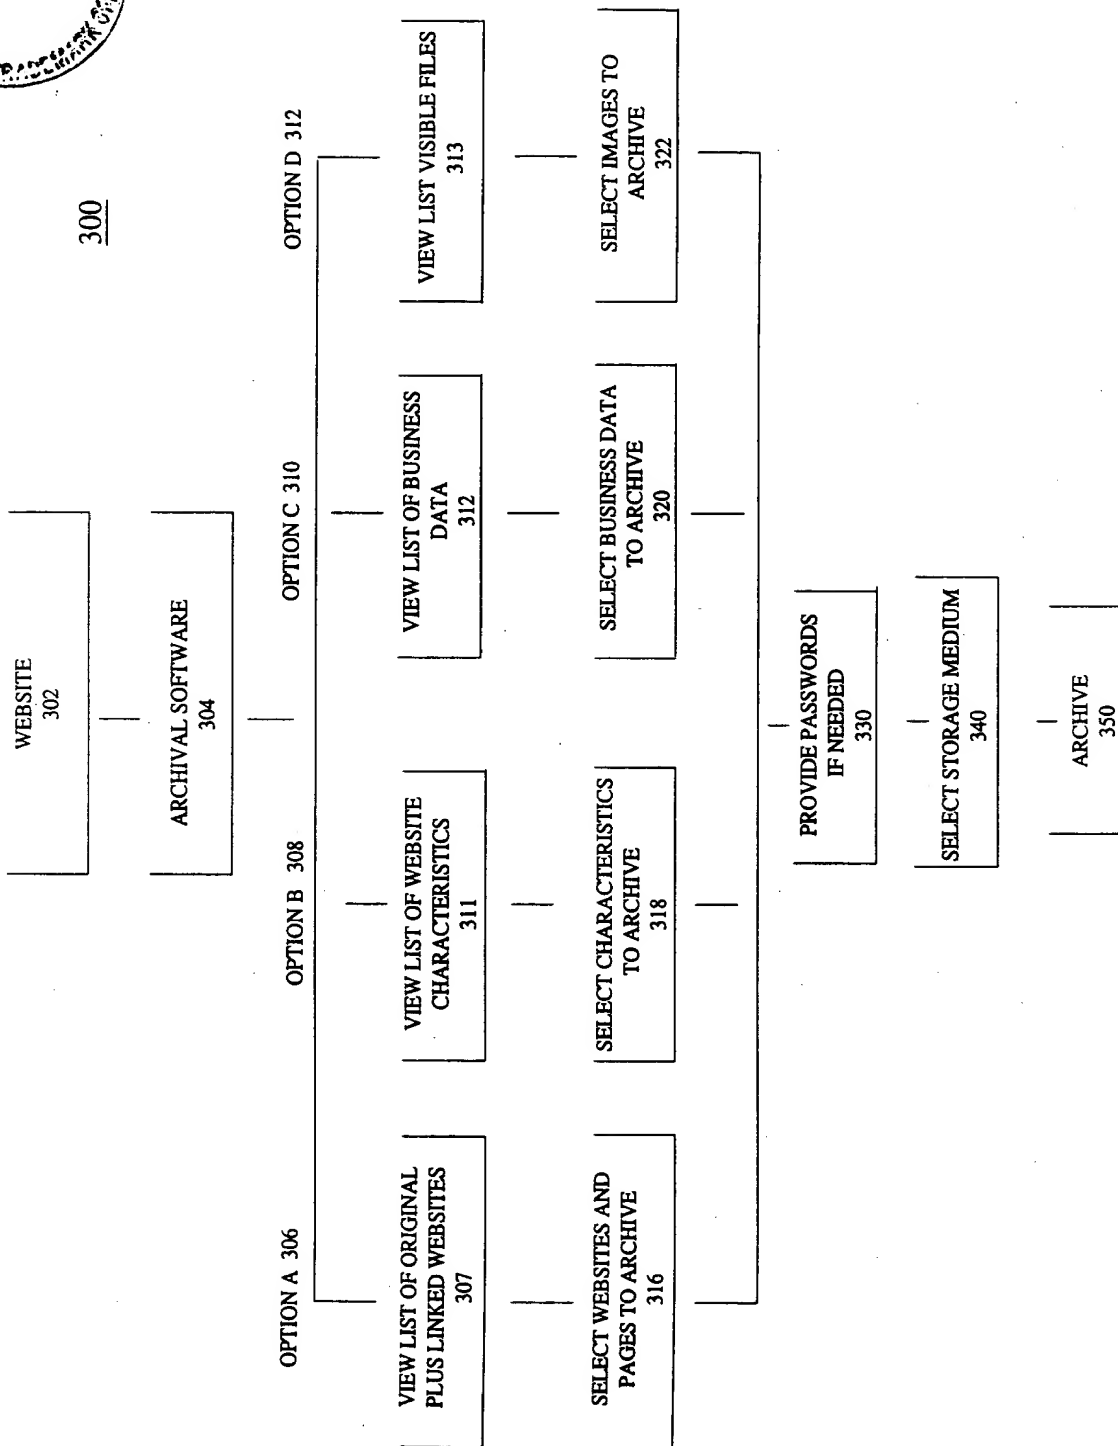 300
WEBSITE
302
ARCHIVAL SOFTWARE
304
OPTION A 306
OPTION B 308
OPTION C 310
OPTION D 312
VIEW LIST OF ORIGINAL
PLUS LINKED WEBSITES
307
VIEW LIST OF WEBSITE
CHARACTERISTICS
311
VIEW LIST OF BUSINESS
DATA
312
VIEW LIST VISIBLE FILES
313
SELECT WEBSITES AND
PAGES TO ARCHIVE
316
SELECT CHARACTERISTICS
TO ARCHIVE
318
SELECT BUSINESS DATA
TO ARCHIVE
320
SELECT IMAGES TO
ARCHIVE
322
PROVIDE PASSWORDS
IF NEEDED
330
SELECT STORAGE MEDIUM
340
ARCHIVE
350